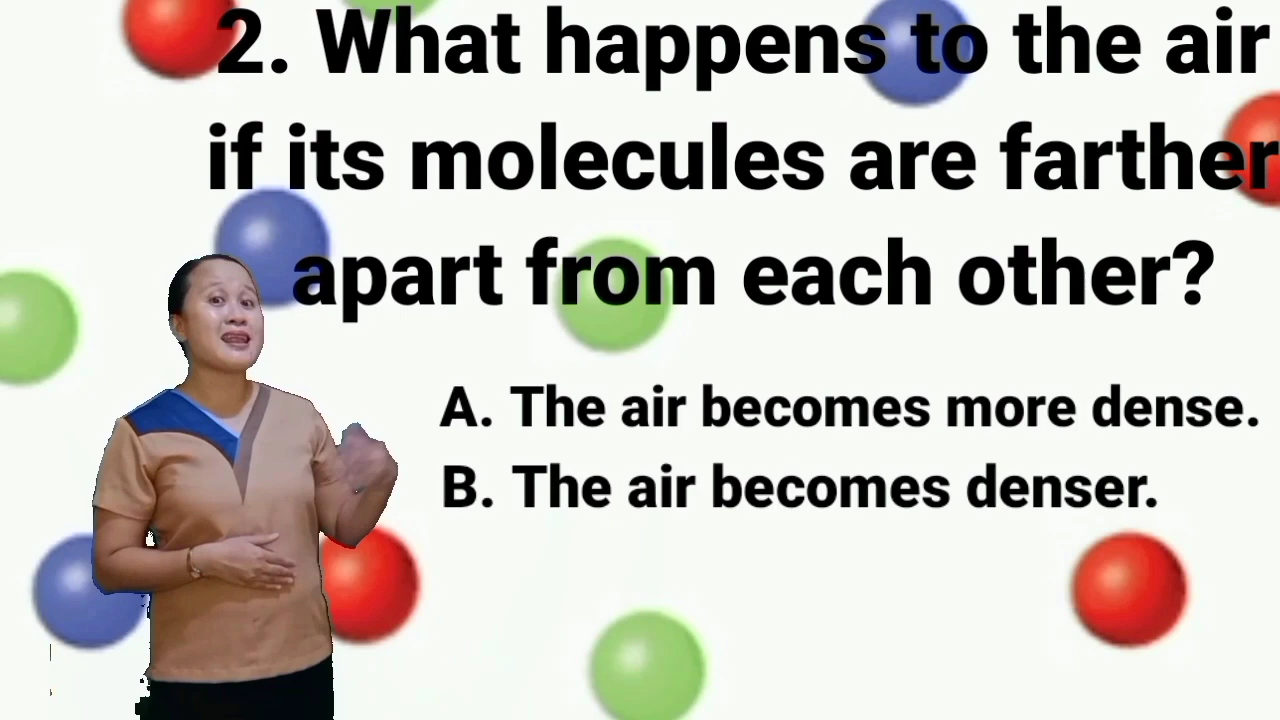 2. What happens to the air
if its molecules are farther
apart from each other?
A. The air becomes more dense.
B. The air becomes denser.